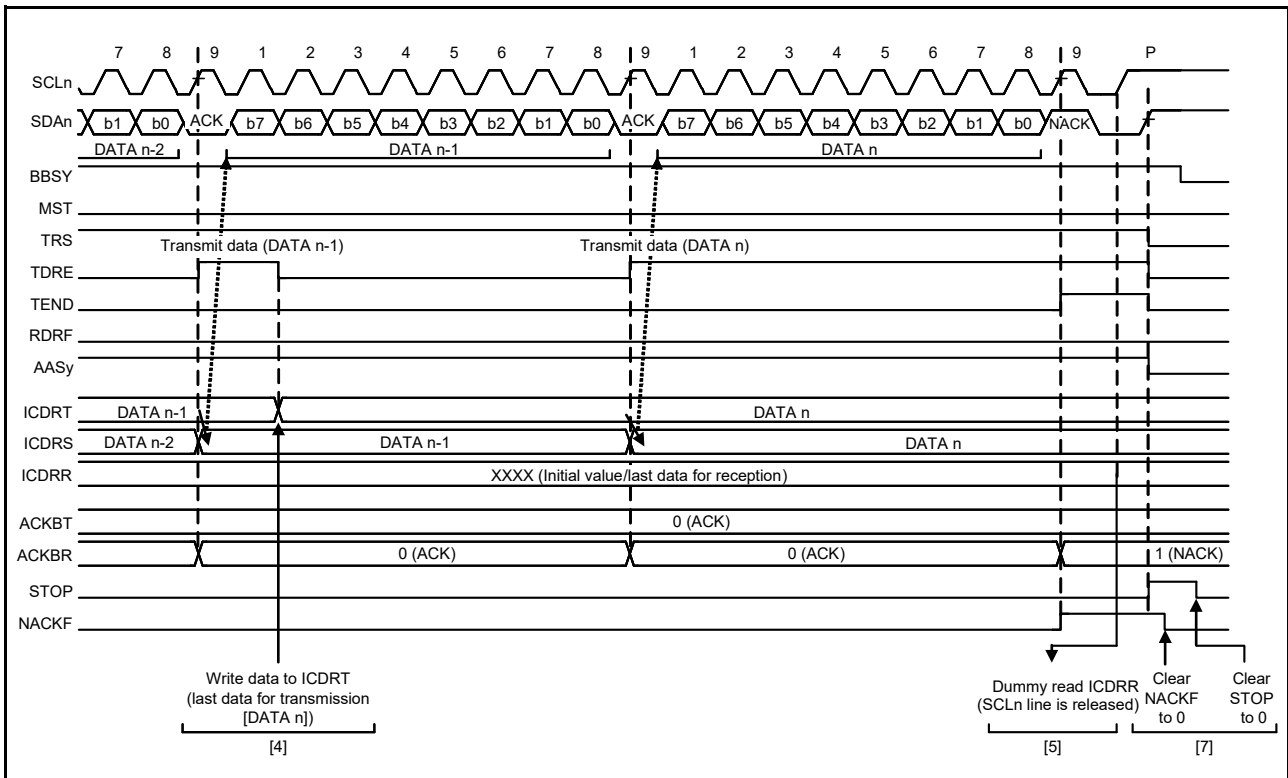 7 8 9 1 2 3 4 5 6 7 8 9 1 2 3 4 5 6 7 8 9 P
SCLn
SDAn b1 b0 ACK b7 b6 b5 b4 b3 b2 b1 b0 ACK b7 b6 b5 b4 b3 b2 b1 b0 NACK
DATA n-2 DATA n-1 DATA n
BBSY
MST
TRS
Transmit data (DATA n-1) Transmit data (DATA n)
TDRE
TEND
RDRF
AASy
ICDRT DATA n-1 DATA n
ICDRS DATA n-2 DATA n-1 DATA n
ICDRR XXXX (Initial value/last data for reception)
ACKBT 0 (ACK)
ACKBR 0 (ACK) 0 (ACK) 1 (NACK)
STOP
NACKF
Write data to ICDRT
(last data for transmission
[DATA n])
[4]
Dummy read ICDRR
(SCLn line is released)
[5]
Clear
NACKF
to 0
Clear
STOP
to 0
[7]